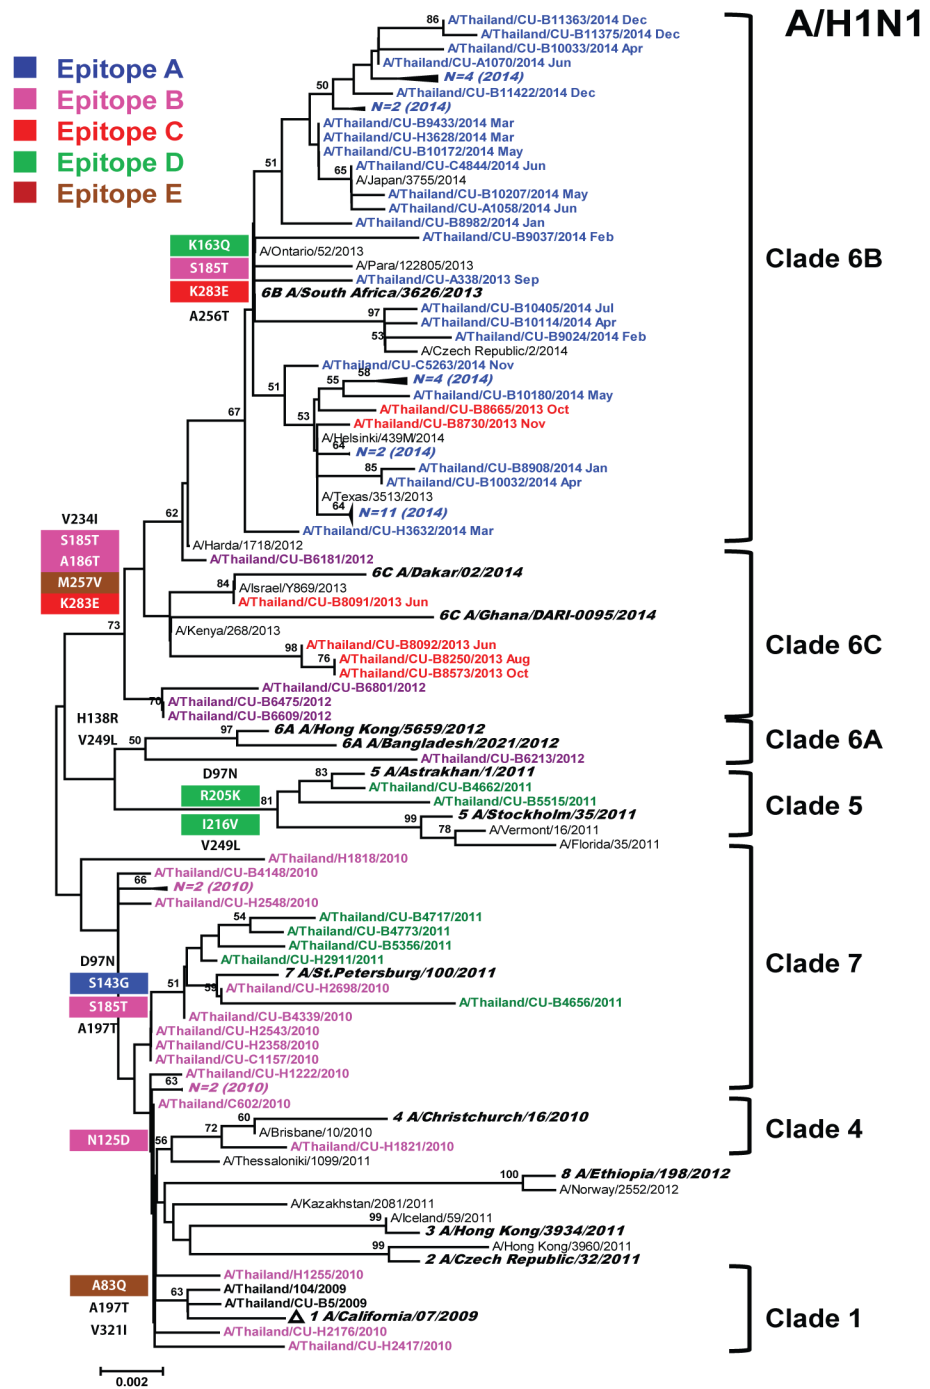 A/H1N1
Epitope A
Epitope B
Epitope C
Epitope D
Epitope E
86
A/Thailand/CU-B11363/2014 Dec
A/Thailand/CU-B11375/2014 Dec
A/Thailand/CU-B10033/2014 Apr
A/Thailand/CU-A1070/2014 Jun
N=4 (2014)
50
A/Thailand/CU-B11422/2014 Dec
N=2 (2014)
A/Thailand/CU-B9433/2014 Mar
A/Thailand/CU-H3628/2014 Mar
A/Thailand/CU-B10172/2014 May
51
A/Thailand/CU-C4844/2014 Jun
65
A/Japan/3755/2014
A/Thailand/CU-B10207/2014 May
A/Thailand/CU-A1058/2014 Jun
A/Thailand/CU-B8982/2014 Jan
A/Thailand/CU-B9037/2014 Feb
K163Q
A/Ontario/52/2013
Clade 6B
S185T
A/Para/122805/2013
A/Thailand/CU-A338/2013 Sep
K283E
6B A/South Africa/3626/2013
A256T
A/Thailand/CU-B10405/2014 Jul
97
A/Thailand/CU-B10114/2014 Apr
53
A/Thailand/CU-B9024/2014 Feb
A/Czech Republic/2/2014
A/Thailand/CU-C5263/2014 Nov
58
N=4 (2014)
55
51
A/Thailand/CU-B10180/2014 May
A/Thailand/CU-B8665/2013 Oct
67
53
A/Thailand/CU-B8730/2013 Nov
A/Helsinki/439M/2014
64
N=2 (2014)
85
A/Thailand/CU-B8908/2014 Jan
A/Thailand/CU-B10032/2014 Apr
A/Texas/3513/2013
64
N=11 (2014)
62
V234I
A/Thailand/CU-H3632/2014 Mar
S185T
A/Harda/1718/2012
A186T
A/Thailand/CU-B6181/2012
M257V
6C A/Dakar/02/2014
84
A/Israel/Y869/2013
K283E
A/Thailand/CU-B8091/2013 Jun
6C A/Ghana/DARI-0095/2014
73
A/Kenya/268/2013
Clade 6C
98
A/Thailand/CU-B8092/2013 Jun
76
A/Thailand/CU-B8250/2013 Aug
A/Thailand/CU-B8573/2013 Oct
A/Thailand/CU-B6801/2012
70
A/Thailand/CU-B6475/2012
A/Thailand/CU-B6609/2012
H138R
97
6A A/Hong Kong/5659/2012
V249L
50
6A A/Bangladesh/2021/2012
Clade 6A
A/Thailand/CU-B6213/2012
D97N
83
5 A/Astrakhan/1/2011
A/Thailand/CU-B4662/2011
R205K
81
A/Thailand/CU-B5515/2011
Clade 5
99
5 A/Stockholm/35/2011
I216V
78
A/Vermont/16/2011
V249L
A/Florida/35/2011
A/Thailand/H1818/2010
A/Thailand/CU-B4148/2010
66
N=2 (2010)
A/Thailand/CU-H2548/2010
54
A/Thailand/CU-B4717/2011
A/Thailand/CU-B4773/2011
A/Thailand/CU-B5356/2011
D97N
A/Thailand/CU-H2911/2011
Clade 7
7 A/St.Petersburg/100/2011
S143G
51
A/Thailand/CU-H2698/2010
S185T
A/Thailand/CU-B4656/2011
A/Thailand/CU-B4339/2010
A197T
A/Thailand/CU-H2543/2010
A/Thailand/CU-H2358/2010
A/Thailand/CU-C1157/2010
A/Thailand/CU-H1222/2010
63
N=2 (2010)
A/Thailand/C602/2010
60
4 A/Christchurch/16/2010
72
A/Brisbane/10/2010
Clade 4
N125D
56
A/Thailand/CU-H1821/2010
A/Thessaloniki/1099/2011
100
8 A/Ethiopia/198/2012
A/Norway/2552/2012
A/Kazakhstan/2081/2011
99
A/Iceland/59/2011
3 A/Hong Kong/3934/2011
99
A/Hong Kong/3960/2011
2 A/Czech Republic/32/2011
A/Thailand/H1255/2010
A83Q
63
A/Thailand/104/2009
A197T
A/Thailand/CU-B5/2009
1 A/California/07/2009
Clade 1
V321I
A/Thailand/CU-H2176/2010
A/Thailand/CU-H2417/2010
0.002